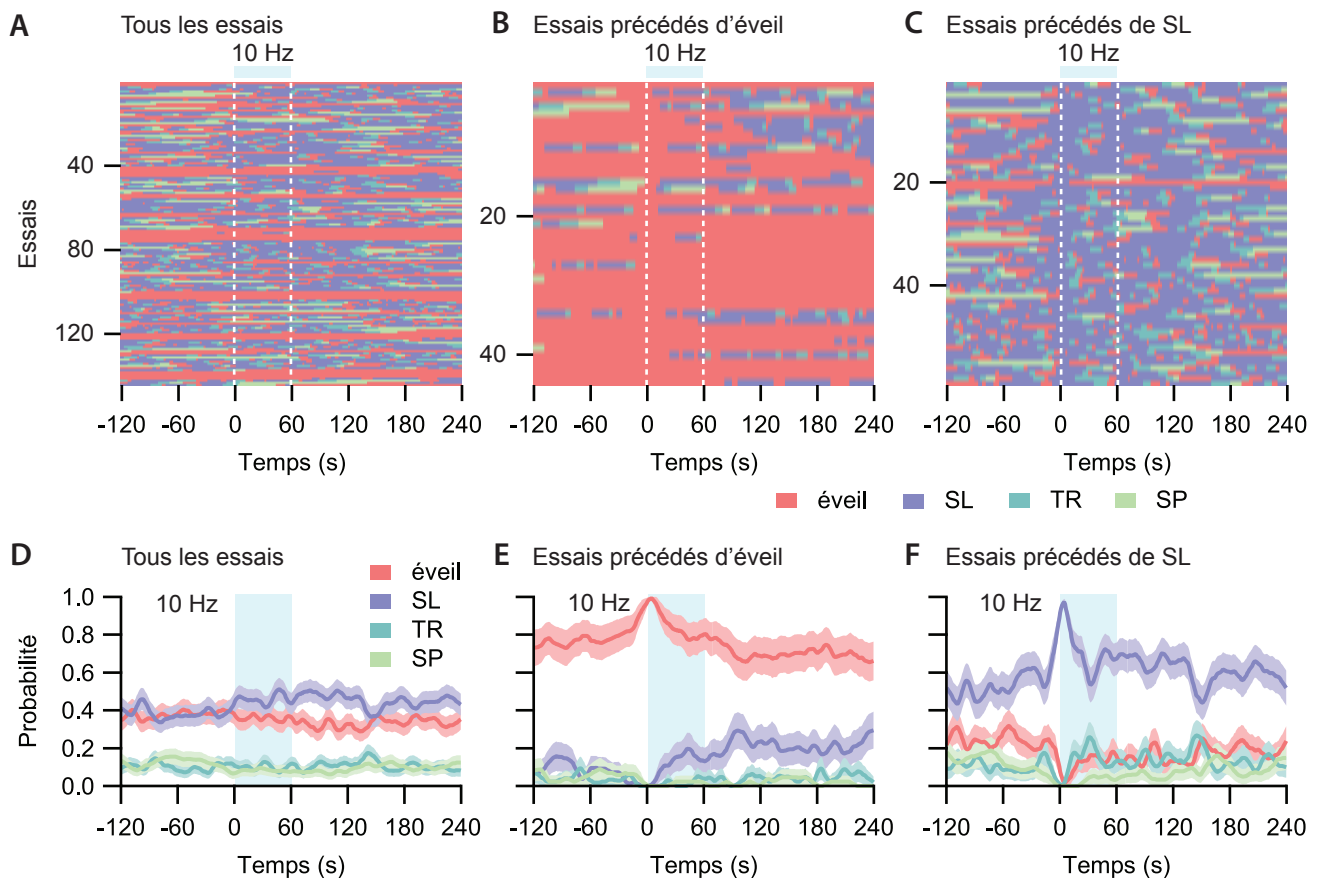 A Tous les essais
10 Hz
Essais
40
80
120
-120 -60 0 60 120 180 240
Temps (s)
B Essais précédés d'éveil
10 Hz
20
40
-120 -60 0 60 120 180 240
Temps (s)
C Essais précédés de SL
10 Hz
20
40
-120 -60 0 60 120 180 240
Temps (s)
éveil SL TR SP
D Tous les essais
éveil
SL
TR
SP
10 Hz
Probabilité
1.0
0.8
0.6
0.4
0.2
0.0
-120 -60 0 60 120 180 240
Temps (s)
E Essais précédés d'éveil
10 Hz
-120 -60 0 60 120 180 240
Temps (s)
F Essais précédés de SL
10 Hz
-120 -60 0 60 120 180 240
Temps (s)